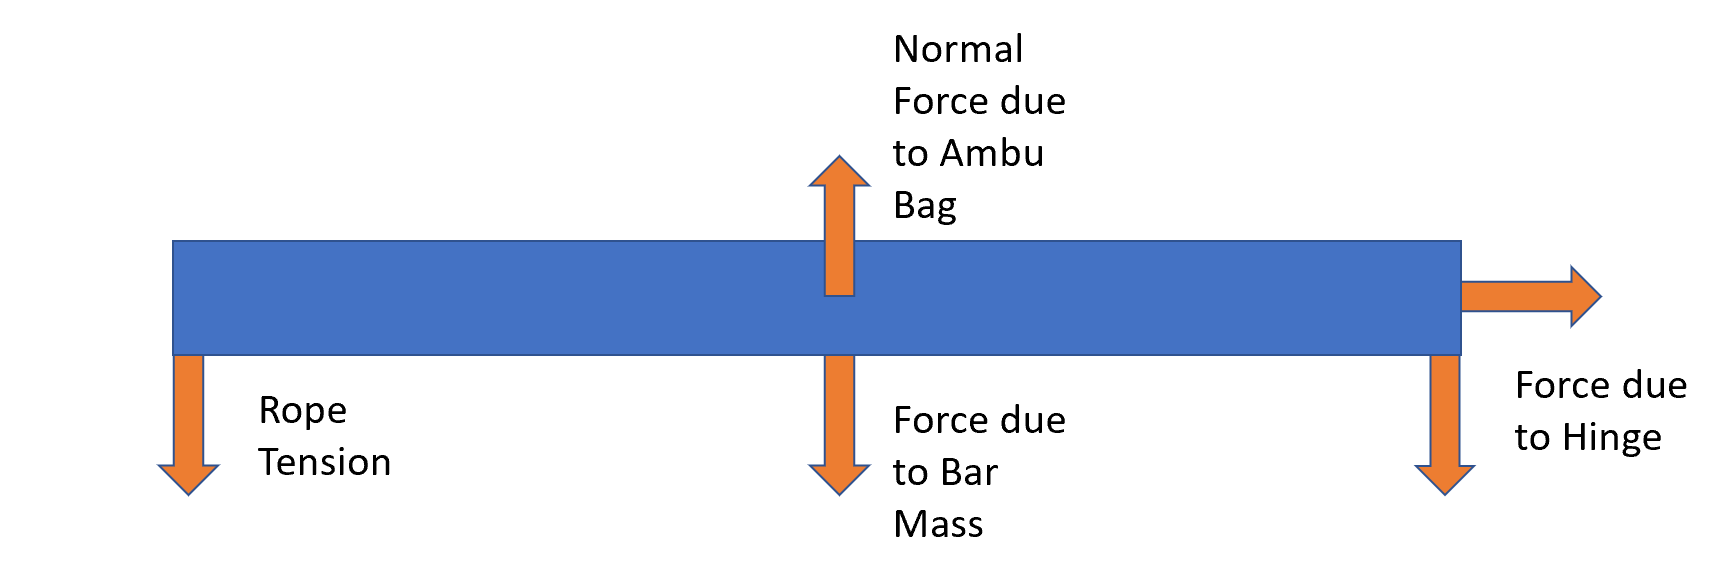 Normal
Force due
to Ambu
Bag
Rope
Tension
Force due
to Bar
Mass
Force due
to Hinge